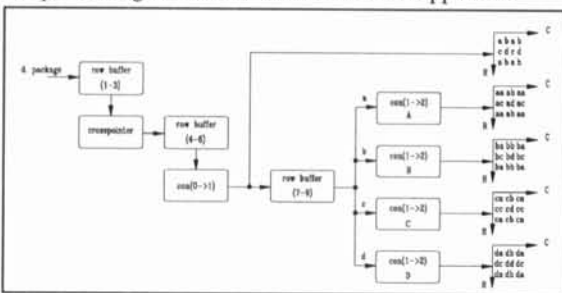 d. package
row buffer
(1-3)
crosspointer
row buffer
(4-6)
con(0->1)
row buffer
(7-9)
a
con(1->2)
A
b
con(1->2)
B
c
con(1->2)
C
d
con(1->2)
D
C
a b a b
c d c d
a b a b
R
C
aa ab aa
ac ad ac
aa ab aa
R
C
ba bb ba
bc bd bc
ba bb ba
R
C
ca cb ca
cc cd cc
ca cb ca
R
C
da db da
dc dd dc
da db da
R